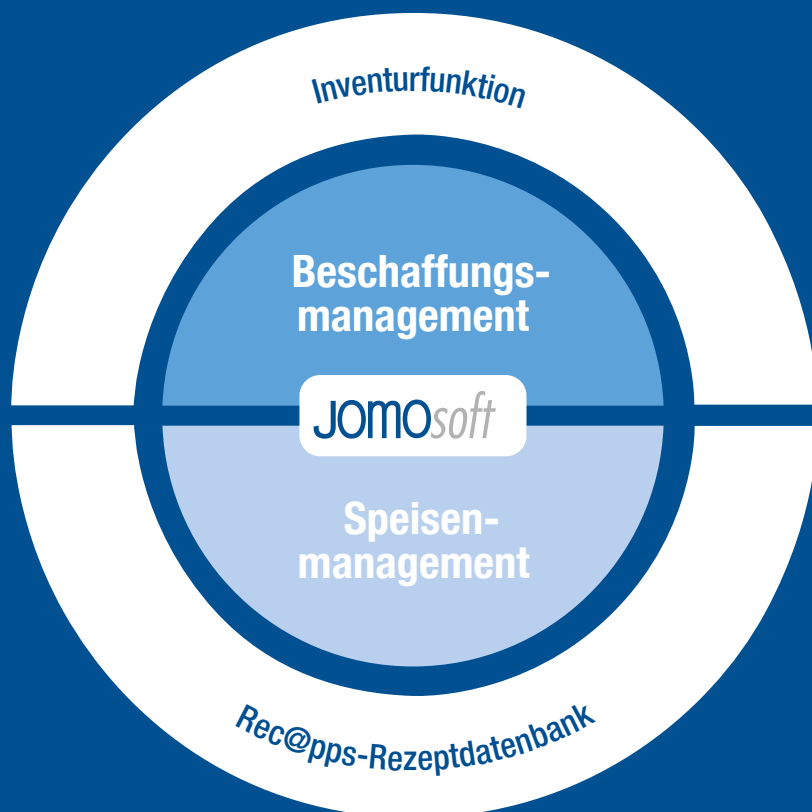 Inventurfunktion
Beschaffungs-
management
JOMOsoft
Speisen-
management
Rec@pps-Rezeptdatenbank